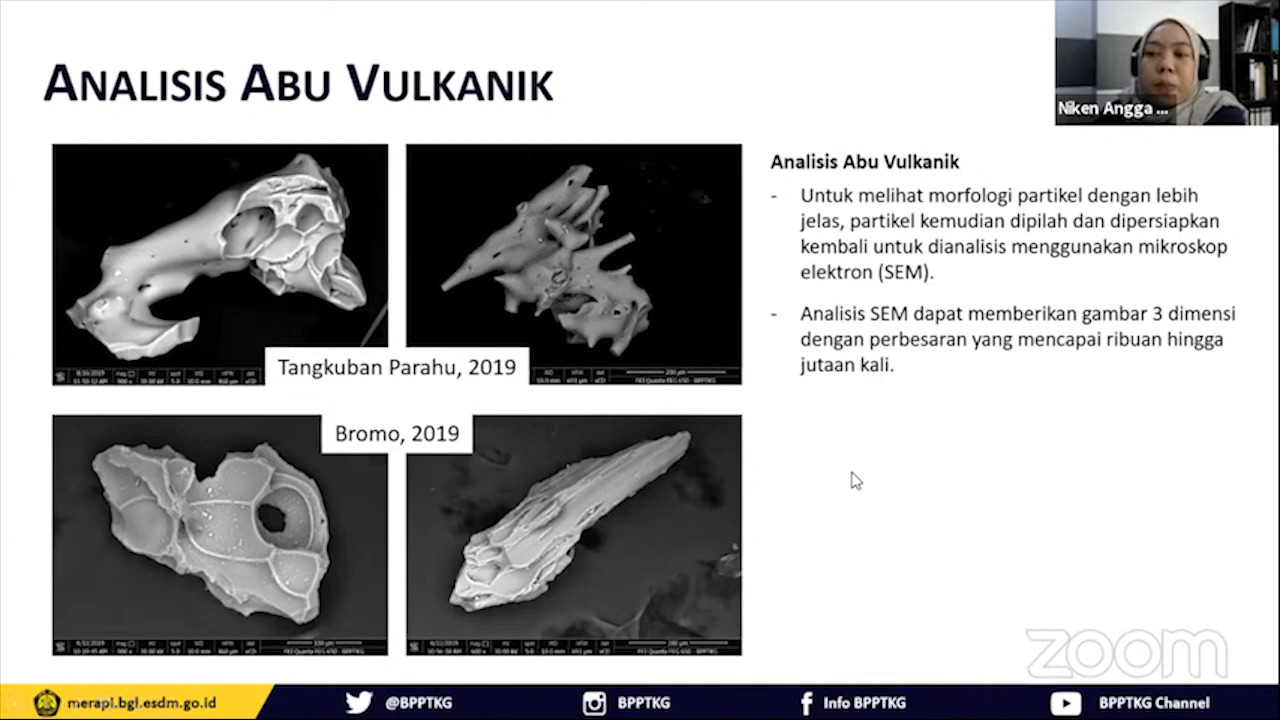 ANALISIS ABU VULKANIK
Niken Angga ...
Analisis Abu Vulkanik
- Untuk melihat morfologi partikel dengan lebih
jelas, partikel kemudian dipilah dan dipersiapkan
kembali untuk dianalisis menggunakan mikroskop
elektron (SEM).
- Analisis SEM dapat memberikan gambar 3 dimensi
dengan perbesaran yang mencapai ribuan hingga
jutaan kali.
Tangkuban Parahu, 2019
Bromo, 2019
zoom
merapi.bgl.esdm.go.id
@BPPTKG
BPPTKG
Info BPPTKG
BPPTKG Channel